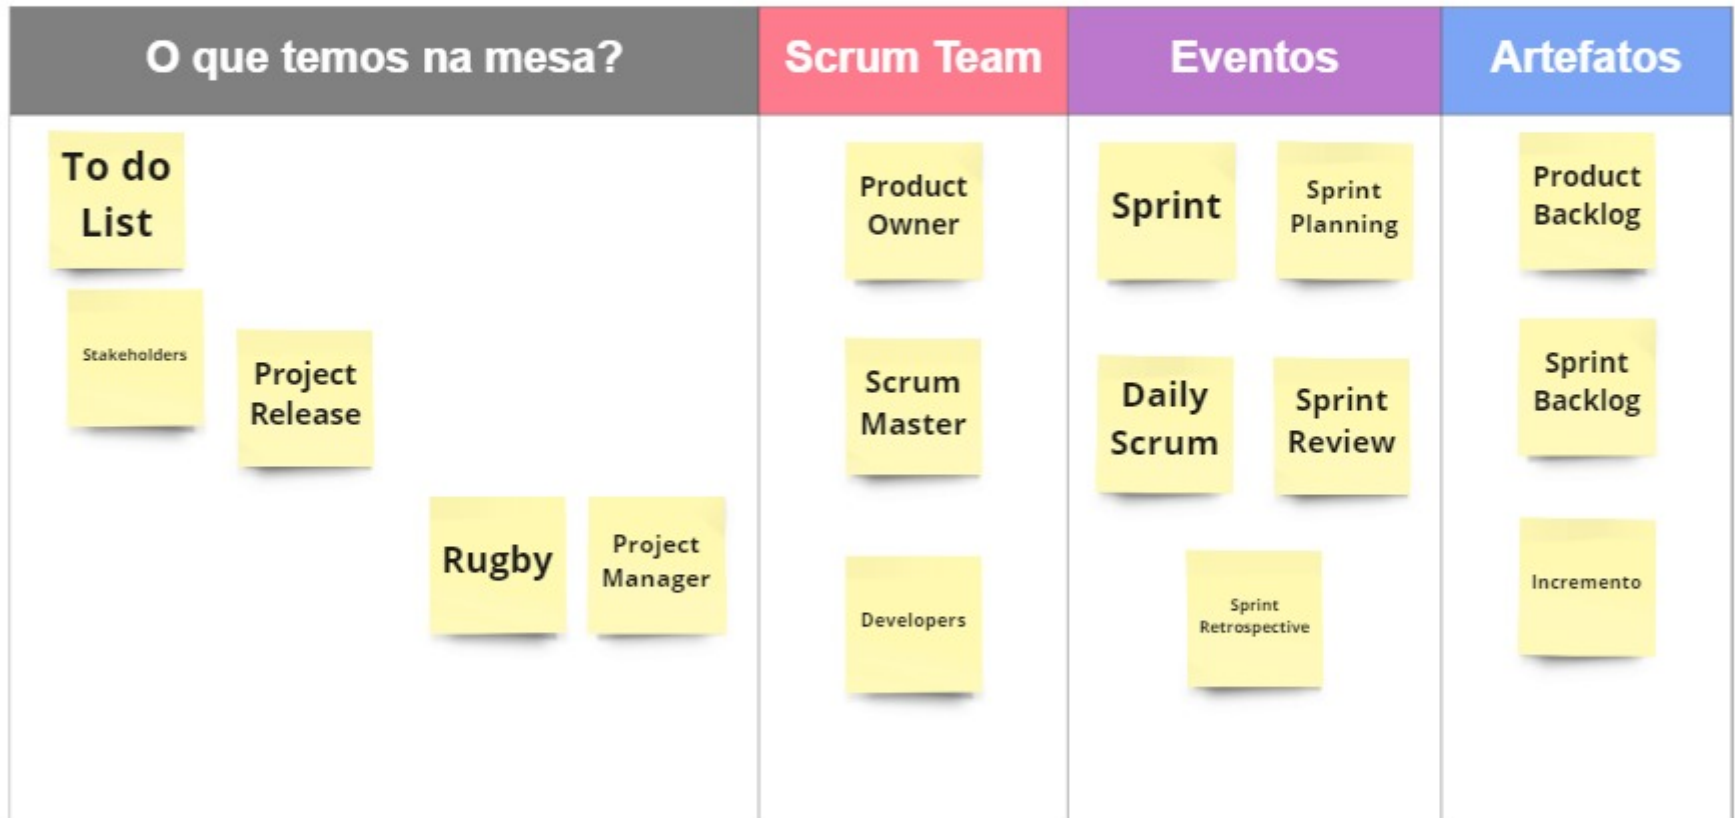 O que temos na mesa?
Scrum Team
Eventos
Artefatos
To do
List
Stakeholders
Project
Release
Rugby
Project
Manager
Product
Owner
Scrum
Master
Developers
Sprint
Sprint
Planning
Daily
Scrum
Sprint
Review
Sprint
Retrospective
Product
Backlog
Sprint
Backlog
Incremento